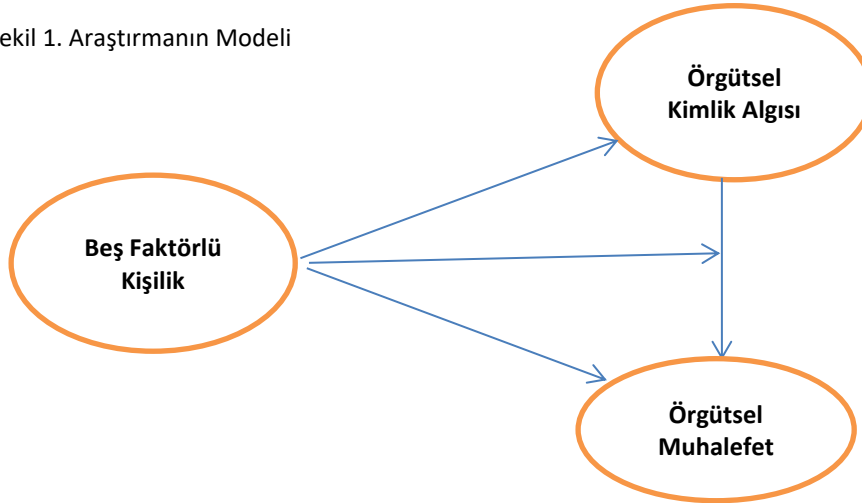 ekil 1. Araştırmanın Modeli
Örgütsel
Kimlik Algısı
Beş Faktörlü
Kişilik
Örgütsel
Muhalefet